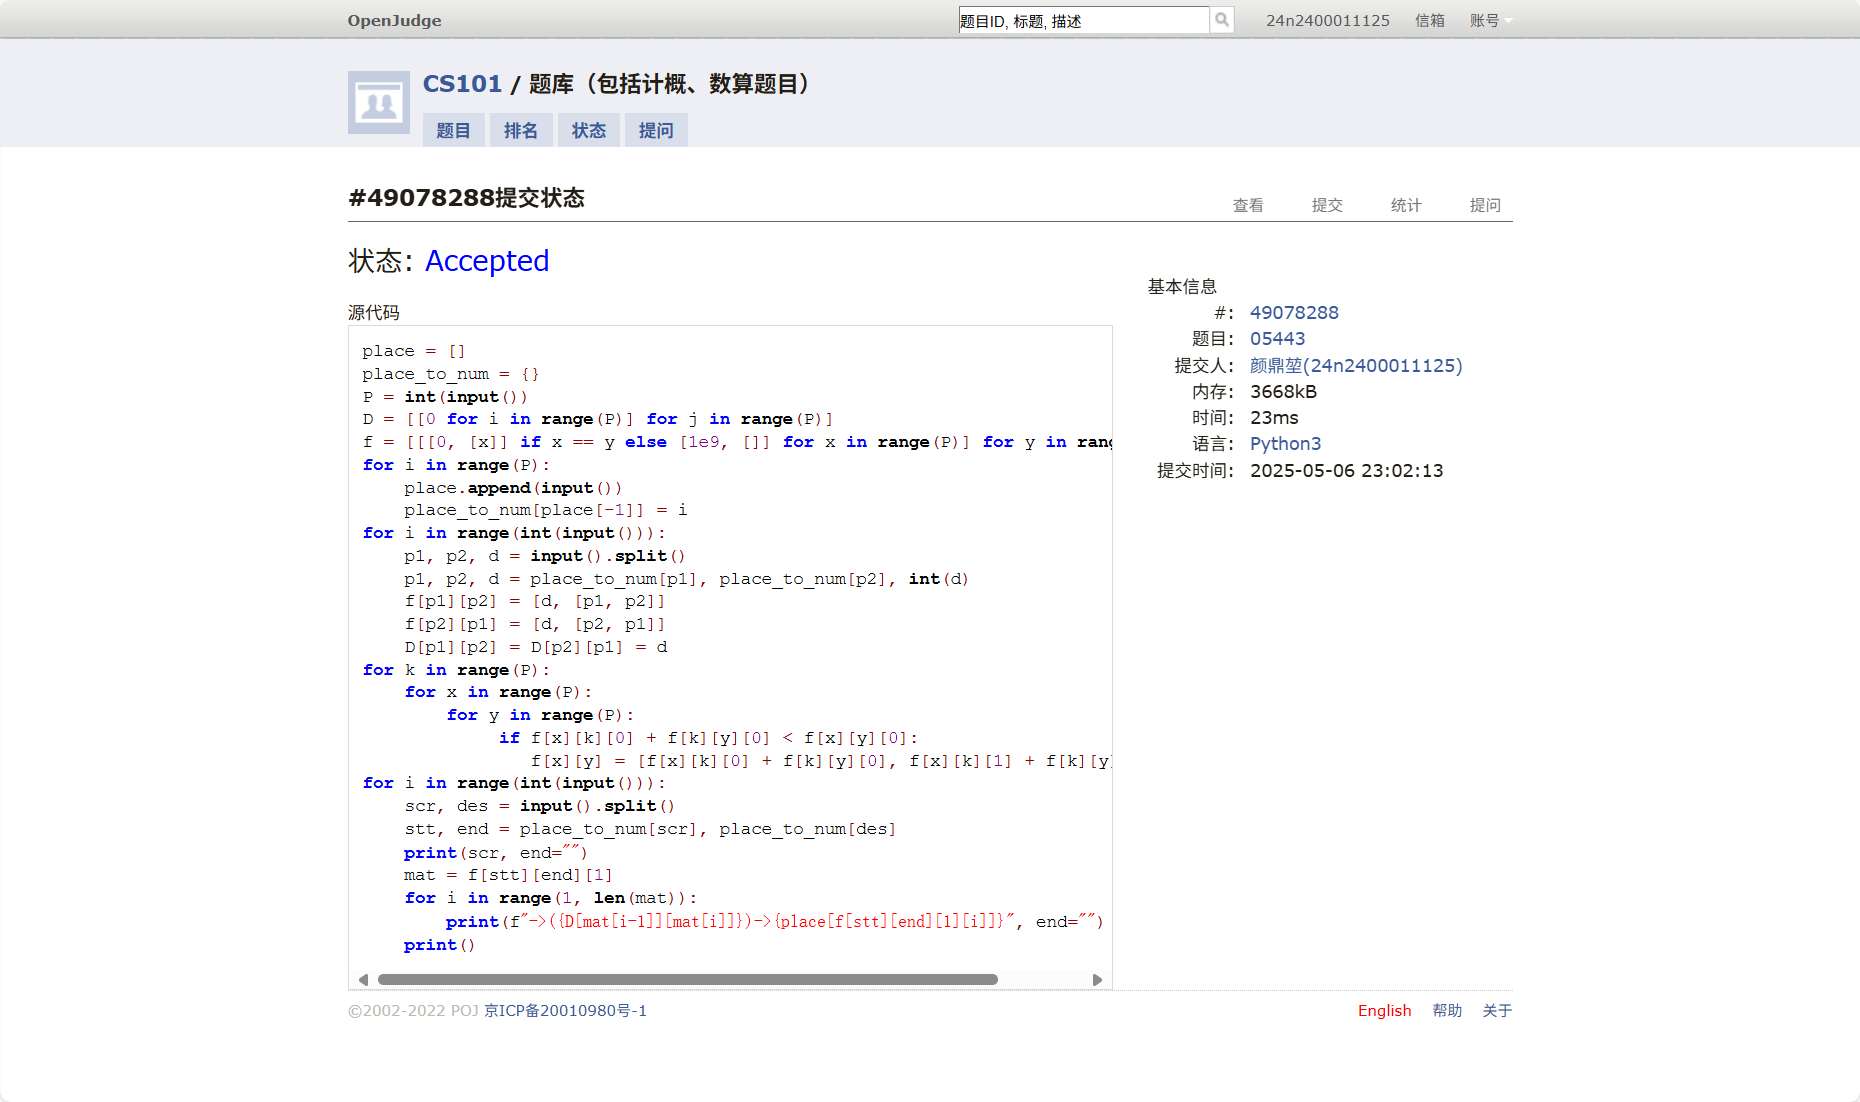 OpenJudge
题目ID, 标题, 描述
24n2400011125 信箱 账号
CS101 / 题库（包括计概、数算题目）
题目 排名 状态 提问
#49078288提交状态
查看 提交 统计 提问
状态: Accepted
源代码
place = []
place_to_num = {}
P = int(input())
D = [[0 for i in range(P)] for j in range(P)]
f = [[[0, [x]] if x == y else [1e9, []] for x in range(P)] for y in rang
for i in range(P):
    place.append(input())
    place_to_num[place[-1]] = i
for i in range(int(input())):
    p1, p2, d = input().split()
    p1, p2, d = place_to_num[p1], place_to_num[p2], int(d)
    f[p1][p2] = [d, [p1, p2]]
    f[p2][p1] = [d, [p2, p1]]
    D[p1][p2] = D[p2][p1] = d
for k in range(P):
    for x in range(P):
        for y in range(P):
             if f[x][k][0] + f[k][y][0] < f[x][y][0]:
                f[x][y] = [f[x][k][0] + f[k][y][0], f[x][k][1] + f[k][y]
for i in range(int(input())):
    scr, des = input().split()
    stt, end = place_to_num[scr], place_to_num[des]
    print(scr, end="")
    mat = f[stt][end][1]
    for i in range(1, len(mat)):
        print(f"->({D[mat[i-1]][mat[i]]})->{place[f[stt][end][1][i]]}", end="")
    print()
基本信息
#: 49078288
题目: 05443
提交人: 颜鼎堃(24n2400011125)
内存: 3668kB
时间: 23ms
语言: Python3
提交时间: 2025-05-06 23:02:13
©2002-2022 POJ 京ICP备20010980号-1
English 帮助 关于